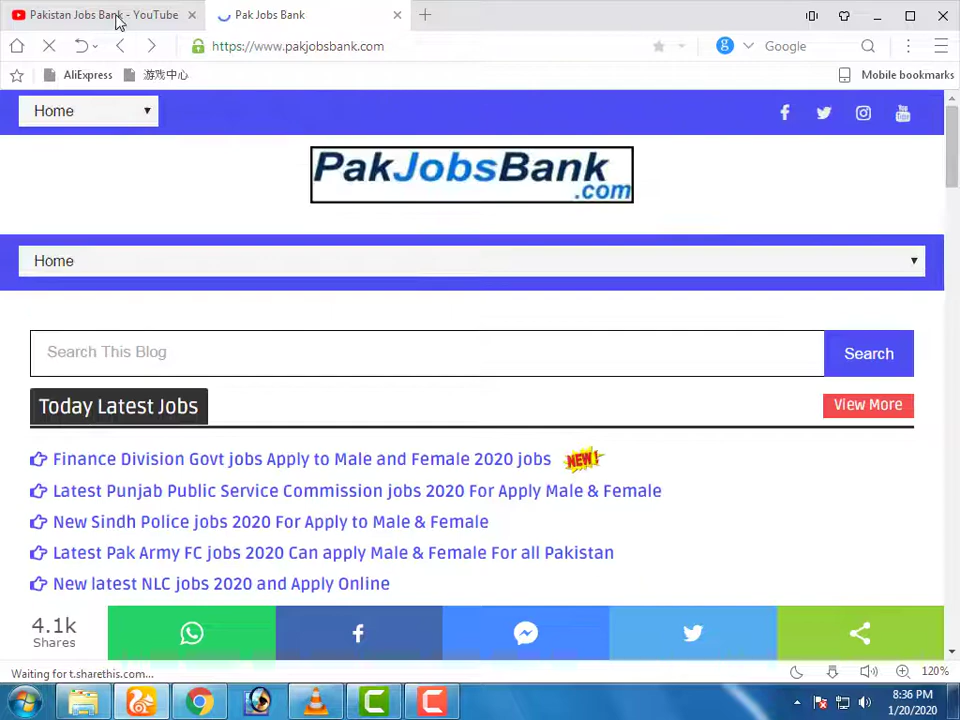 Pakistan Jobs Bank - YouTube
Pak Jobs Bank
https://www.pakjobsbank.com
Google
AliExpress
游戏中心
Mobile bookmarks
Home
PakJobsBank
.com
Home
Search This Blog
Search
Today Latest Jobs
View More
Finance Division Govt jobs Apply to Male and Female 2020 jobs NEW!
Latest Punjab Public Service Commission jobs 2020 For Apply Male & Female
New Sindh Police jobs 2020 For Apply to Male & Female
Latest Pak Army FC jobs 2020 Can apply Male & Female For all Pakistan
New latest NLC jobs 2020 and Apply Online
4.1k
Shares
Waiting for t.sharethis.com...
120%
8:36 PM
1/20/2020